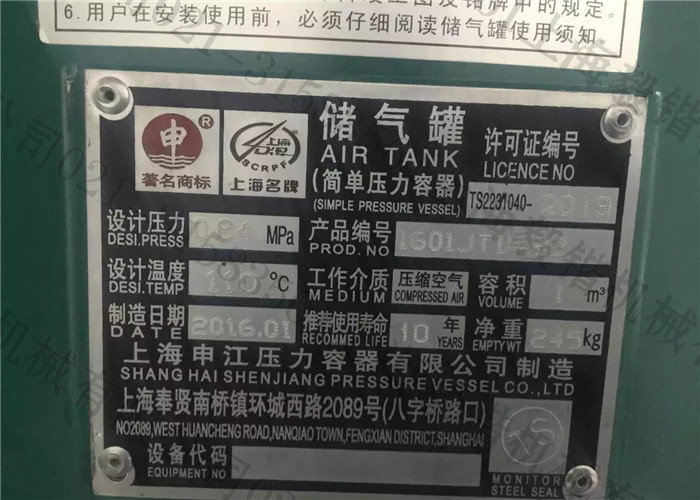 6.用户在安装使用前，必须仔细阅读储气罐使用须知。
申®
著名商标
SCRPF
上海名牌
储气罐
AIR TANK
(简单压力容器)
(SIMPLE PRESSURE VESSEL)
许可证编号
LICENCE NO
TS2231040-2019
设计压力 0.84 MPa
DESI.PRESS
产品编号
PROD. NO
设计温度 110 ℃
DESI.TEMP
工作介质 压缩空气
MEDIUM COMPRESSED AIR
容积 1 m³
VOLUME
制造日期 2016.01
DATE
推荐使用寿命 10 年
RECOMMED LIFE YEARS
净重 245 kg
EMPTY WT
上海申江压力容器有限公司制造
SHANG HAI SHENJIANG PRESSURE VESSEL CO.,LTD
上海奉贤南桥镇环城西路2089号(八字桥路口)
NO2089,WEST HUANCHENG ROAD,NANQIAO TOWN,FENGXIAN DISTRICT,SHANGHAI
设备代码
EQUIPMENT NO
TS
MONITOR
STEEL SEAL